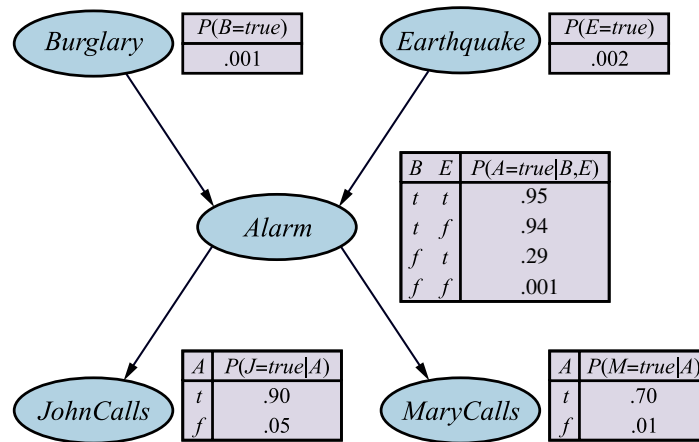 Burglary
P(B=true)
.001
Earthquake
P(E=true)
.002
Alarm
B E P(A=true|B,E)
t t .95
t f .94
f t .29
f f .001
JohnCalls
A P(J=true|A)
t .90
f .05
MaryCalls
A P(M=true|A)
t .70
f .01